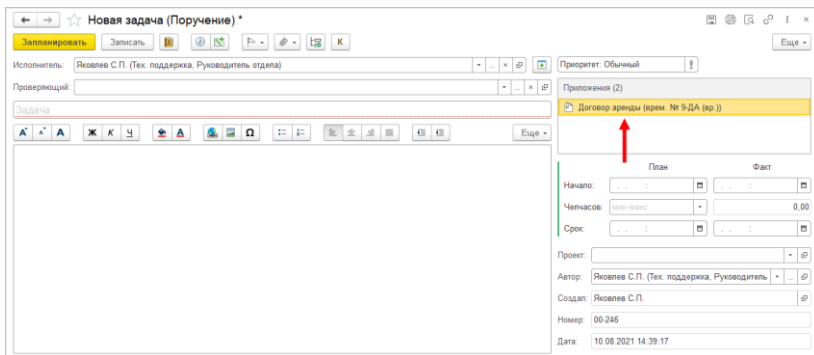 Новая задача (Поручение) *
Запланировать Записать К Еще
Исполнитель: Яковлев С.П. (Тех. поддержка, Руководитель отдела) ... × Приоритет: Обычный !
Проверяющий: ... × Приложения (2)
Задача Договор аренды (врем. № 9-ДА (вр.))
А А А Ж К Ч А Ω Еще
План Факт
Начало: . . : . . :
Челчасов: мин-макс 0,00
Срок: . . : . . :
Проект:
Автор: Яковлев С.П. (Тех. поддержка, Руководитель ...
Создал: Яковлев С.П.
Номер: 00-246
Дата: 10.08.2021 14:39:17